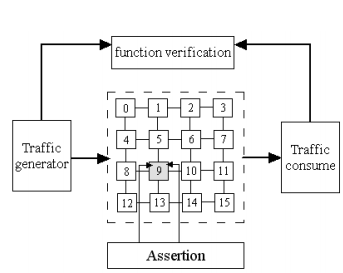 function verification
0 1 2 3
Traffic
generator
4 5 6 7
Traffic
consume
8 9 10 11
12 13 14 15
Assertion